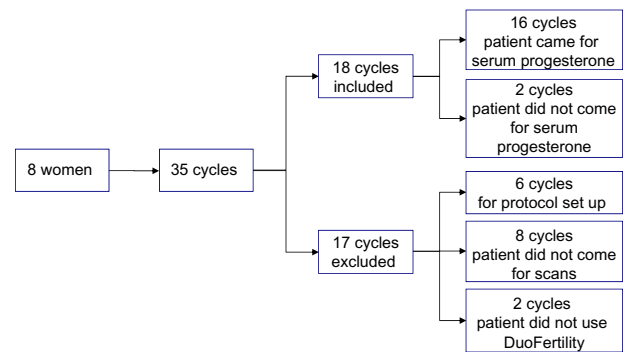 8 women
35 cycles
18 cycles
included
16 cycles
patient came for
serum progesterone
2 cycles
patient did not come
for serum
progesterone
17 cycles
excluded
6 cycles
for protocol set up
8 cycles
patient did not come
for scans
2 cycles
patient did not use
DuoFertility